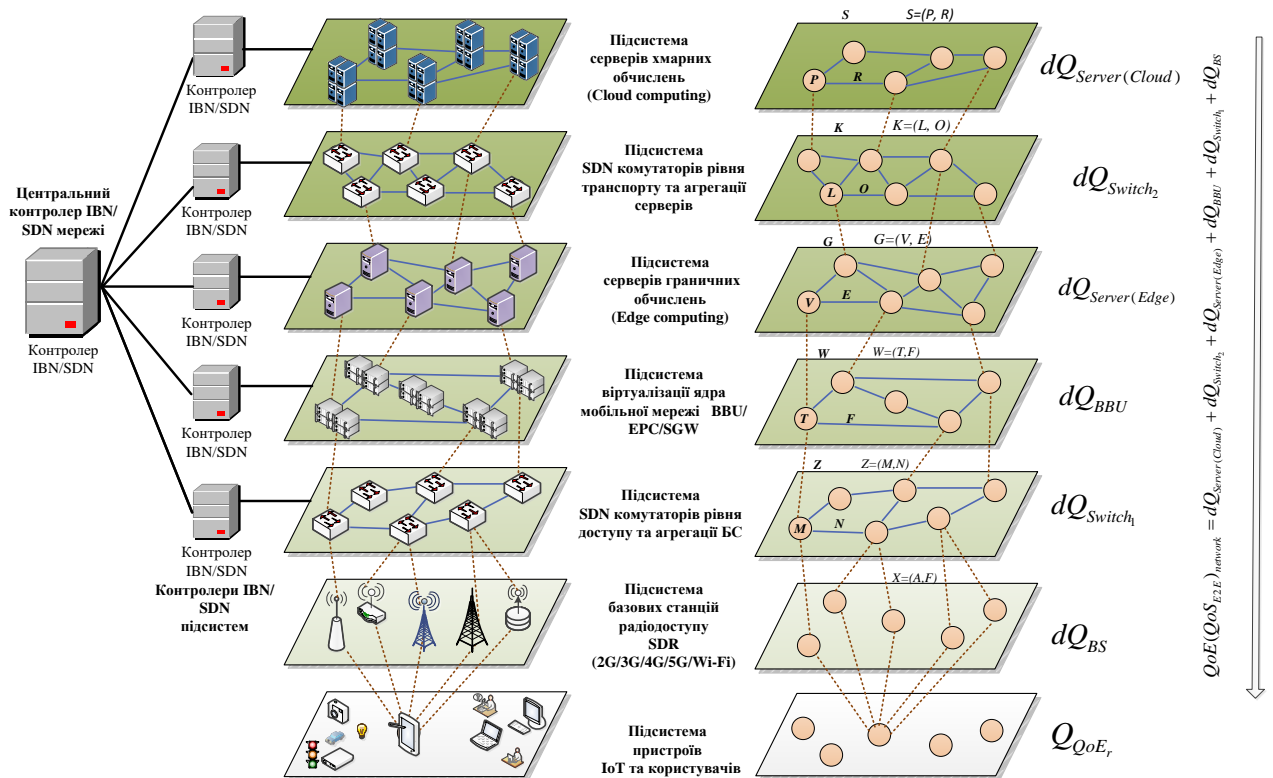 Центральний
контролер IBN/
SDN мережі
Контролер
IBN/SDN
Контролер
IBN/SDN
Контролер
IBN/SDN
Контролер
IBN/SDN
Контролер
IBN/SDN
Контролер
IBN/SDN
Контролери IBN/
SDN
підсистем
Підсистема
серверів хмарних
обчислень
(Cloud computing)
Підсистема
SDN комутаторів рівня
транспорту та агрегації
серверів
Підсистема
серверів граничних
обчислень
(Edge computing)
Підсистема
віртуалізації ядра
мобільної мережі BBU/
EPC/SGW
Підсистема
SDN комутаторів рівня
доступу та агрегації БС
Підсистема
базових станцій
радіодоступу
SDR
(2G/3G/4G/5G/Wi-Fi)
Підсистема
пристроїв
IoT та користувачів
S S=(P, R)
P R
K K=(L, O)
L O
G G=(V, E)
V E
W W=(T,F)
T F
Z Z=(M,N)
M N
X=(A,F)
dQ_Server(Cloud)
dQ_Switch₂
dQ_Server(Edge)
dQ_BBU
dQ_Switch₁
dQ_BS
Q_QoE_r
QoE(QoS_E2E)_nework = dQ_Server(Cloud) + dQ_Switch₂ + dQ_Server(Edge) + dQ_BBU + dQ_Switch₁ + dQ_BS